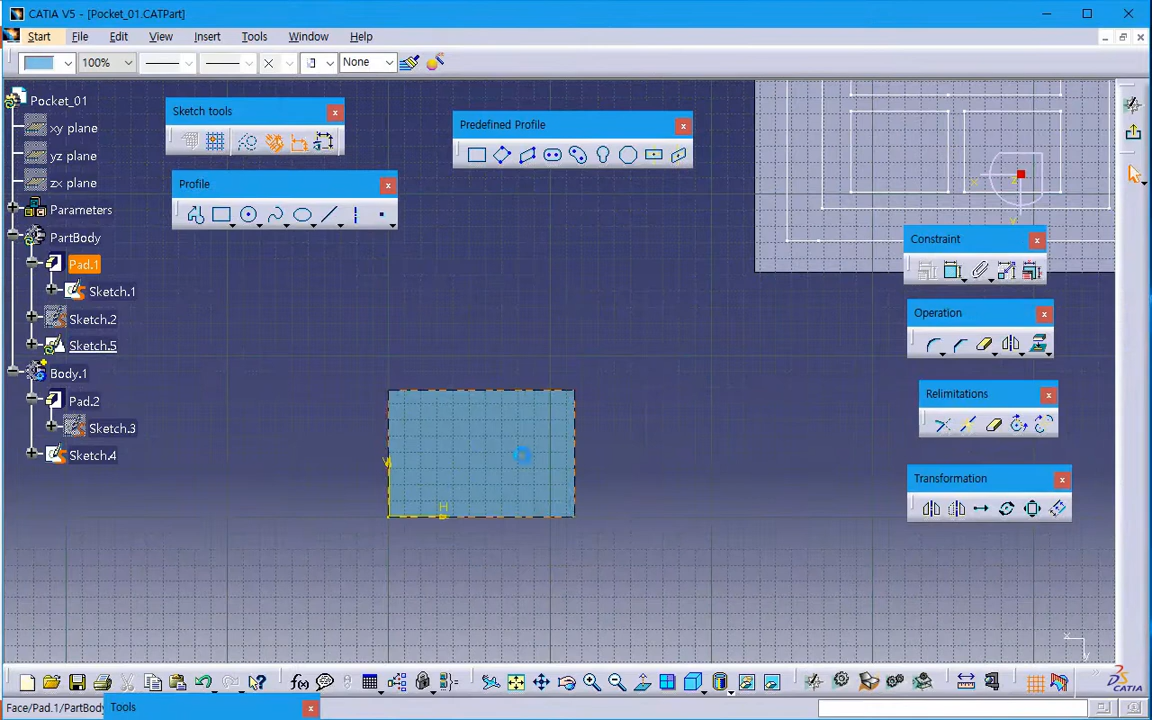 CATIA V5 - [Pocket_01.CATPart]
Start File Edit View Insert Tools Window Help
100% None
Pocket_01
xy plane
yz plane
zx plane
Parameters
PartBody
Pad.1
Sketch.1
Sketch.2
Sketch.5
Body.1
Pad.2
Sketch.3
Sketch.4
Sketch tools
Profile
Predefined Profile
Constraint
Operation
Relimitations
Transformation
V
H
f(x)
x
y
CATIA
Face/Pad.1/PartBody
Tools